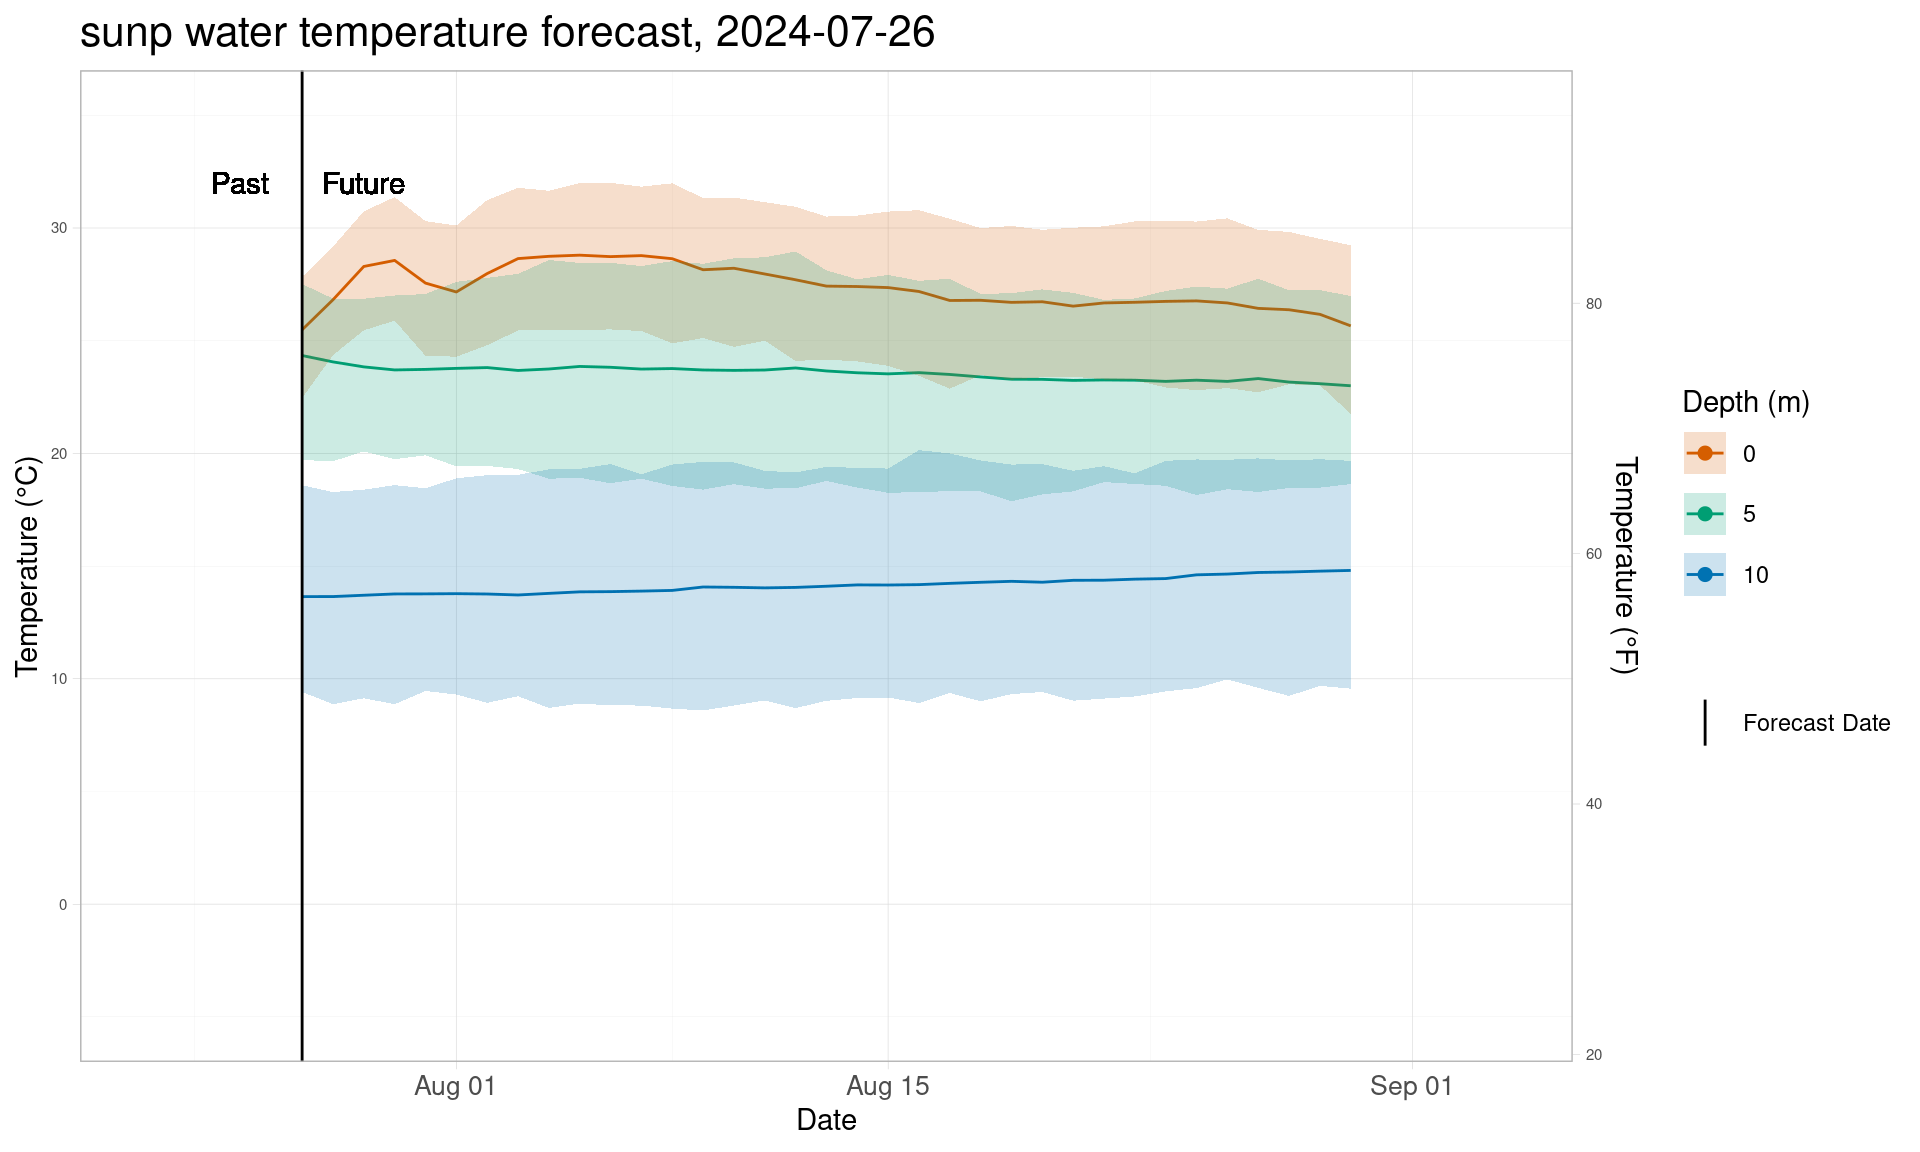 sunp water temperature forecast, 2024-07-26
Past
Future
30
20
10
0
Temperature (°C)
80
60
40
20
Temperature (°F)
Aug 01
Aug 15
Sep 01
Date
Depth (m)
0
5
10
Forecast Date